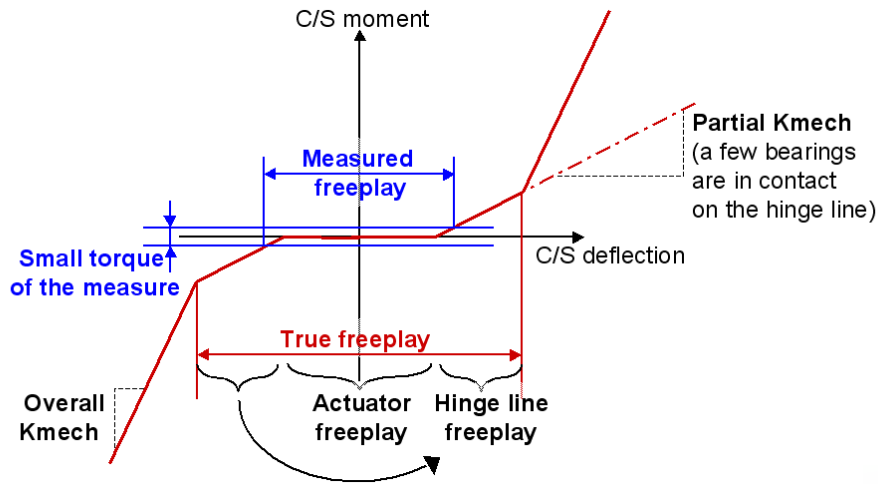 C/S moment
Measured
freeplay
Partial Kmech
(a few bearings
are in contact
on the hinge line)
C/S deflection
Small torque
of the measure
True freeplay
Overall
Kmech
Actuator
freeplay
Hinge line
freeplay